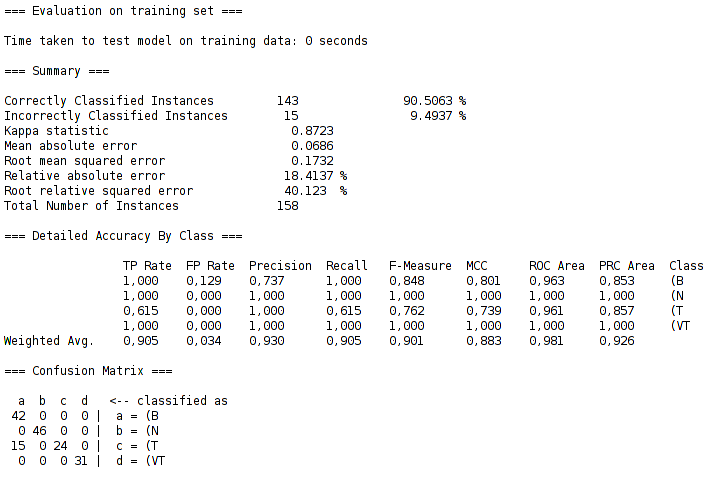 === Evaluation on training set ===
Time taken to test model on training data: 0 seconds
=== Summary ===
Correctly Classified Instances         143               90.5063 %
Incorrectly Classified Instances        15                9.4937 %
Kappa statistic                          0.8723
Mean absolute error                      0.0686
Root mean squared error                  0.1732
Relative absolute error                 18.4137 %
Root relative squared error             40.123  %
Total Number of Instances              158
=== Detailed Accuracy By Class ===
                 TP Rate  FP Rate  Precision  Recall   F-Measure  MCC      ROC Area  PRC Area  Class
                 1,000    0,129    0,737      1,000    0,848      0,801    0,963     0,853     (B
                 1,000    0,000    1,000      1,000    1,000      1,000    1,000     1,000     (N
                 0,615    0,000    1,000      0,615    0,762      0,739    0,961     0,857     (T
                 1,000    0,000    1,000      1,000    1,000      1,000    1,000     1,000     (VT
Weighted Avg.    0,905    0,034    0,930      0,905    0,901      0,883    0,981     0,926
=== Confusion Matrix ===
  a  b  c  d   <-- classified as
 42  0  0  0 |  a = (B
  0 46  0  0 |  b = (N
 15  0 24  0 |  c = (T
  0  0  0 31 |  d = (VT